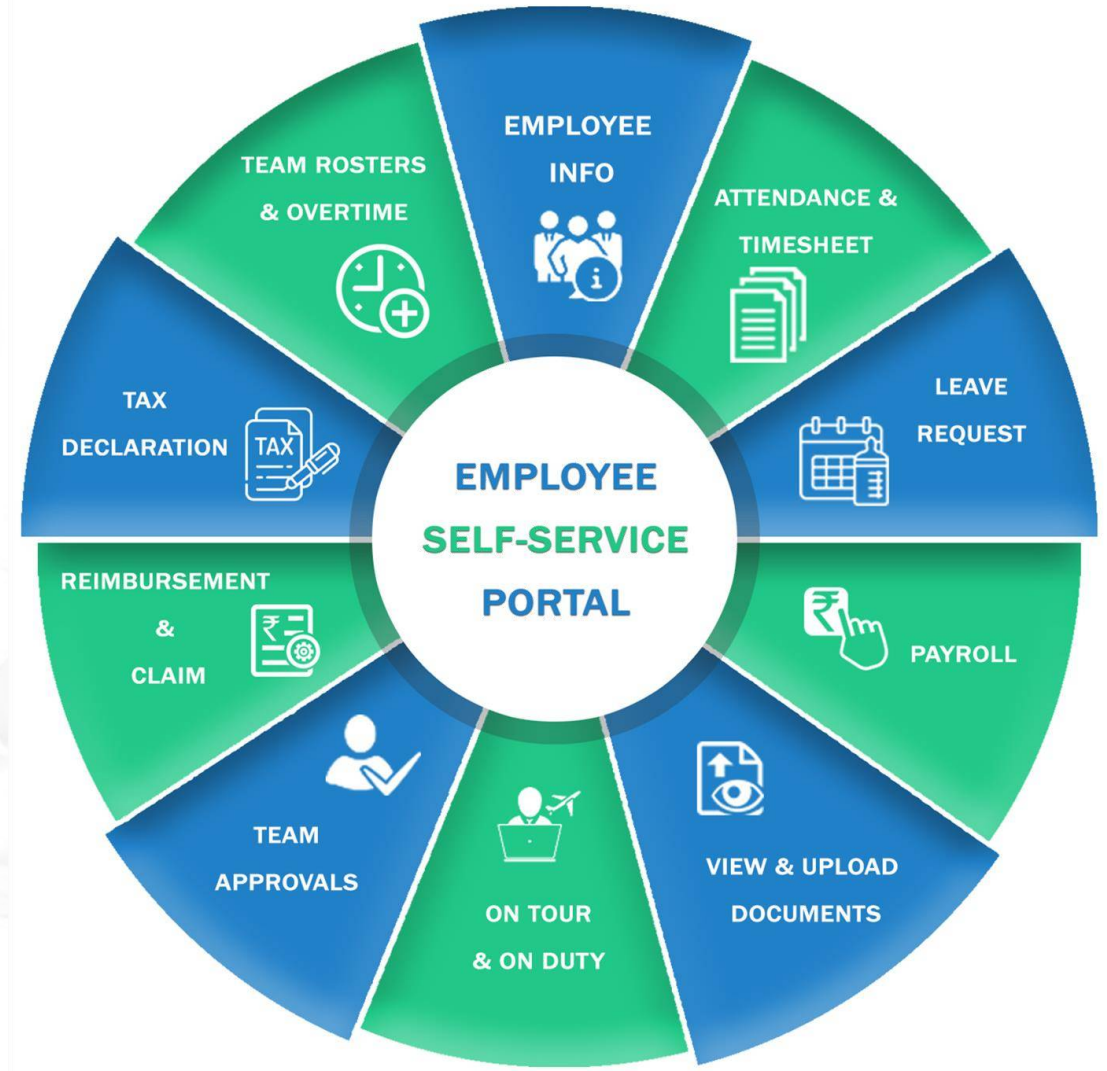 EMPLOYEE
SELF-SERVICE
PORTAL
EMPLOYEE
INFO
i
ATTENDANCE &
TIMESHEET
LEAVE
REQUEST
₹
PAYROLL
VIEW & UPLOAD
DOCUMENTS
ON TOUR
& ON DUTY
TEAM
APPROVALS
REIMBURSEMENT
&
CLAIM
₹
TAX
DECLARATION
TAX
TEAM ROSTERS
& OVERTIME